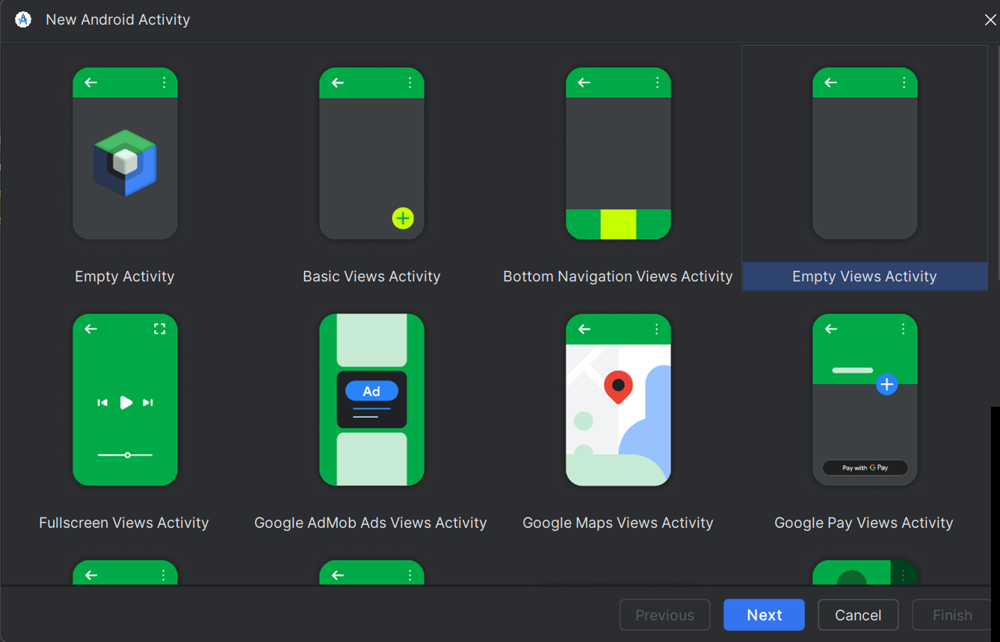 New Android Activity
Empty Activity
Basic Views Activity
Bottom Navigation Views Activity
Empty Views Activity
Ad
Pay with G Pay
Fullscreen Views Activity
Google AdMob Ads Views Activity
Google Maps Views Activity
Google Pay Views Activity
Previous
Next
Cancel
Finish